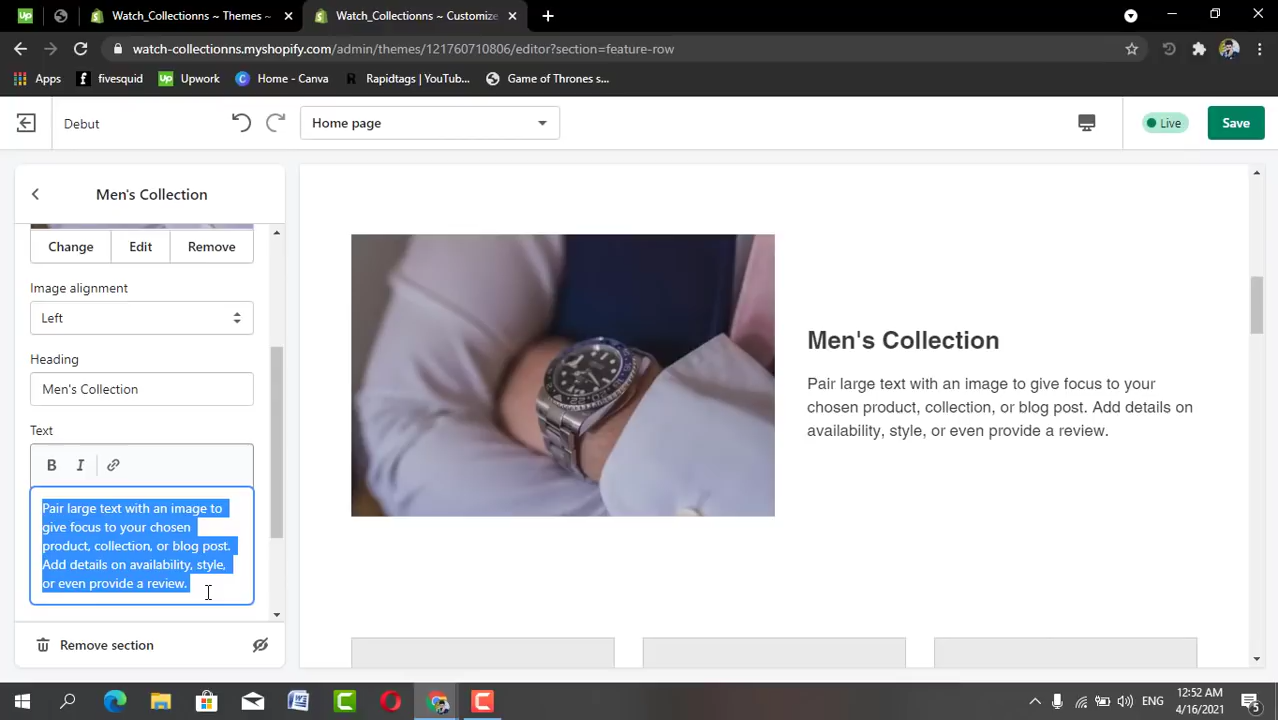 Watch_Collectionns ~ Themes ~
Watch_Collectionns ~ Customize
watch-collectionns.myshopify.com/admin/themes/121760710806/editor?section=feature-row
Apps
fivesquid
Upwork
Home - Canva
Rapidtags | YouTub...
Game of Thrones s...
Debut
Home page
Live
Save
Men's Collection
Change
Edit
Remove
Image alignment
Left
Heading
Men's Collection
Text
B I
Pair large text with an image to
give focus to your chosen
product, collection, or blog post.
Add details on availability, style,
or even provide a review.
Remove section
Men's Collection
Pair large text with an image to give focus to your
chosen product, collection, or blog post. Add details on
availability, style, or even provide a review.
ENG
12:52 AM
4/16/2021
5